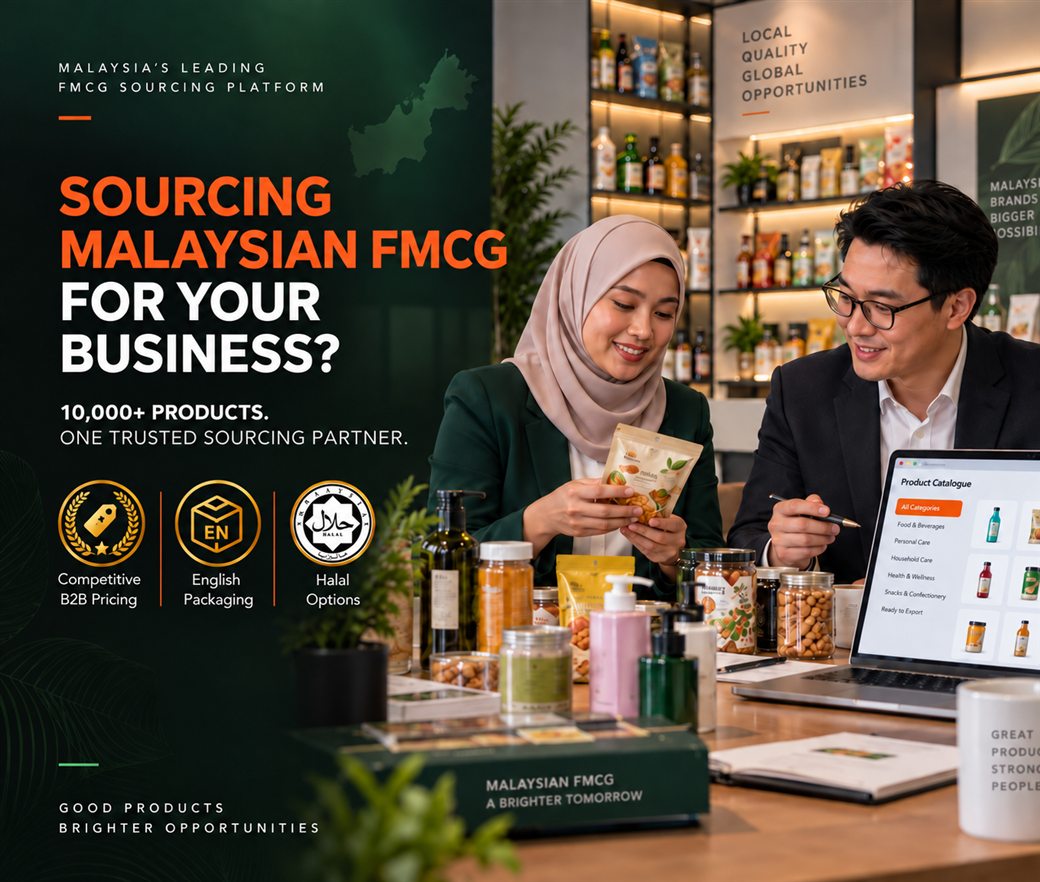 MALAYSIA'S LEADING
FMCG SOURCING PLATFORM
SOURCING
MALAYSIAN FMCG
FOR YOUR
BUSINESS?
10,000+ PRODUCTS.
ONE TRUSTED SOURCING PARTNER.
EN
حلال
HALAL
Competitive
B2B Pricing
English
Packaging
Halal
Options
GOOD PRODUCTS
BRIGHTER OPPORTUNITIES
LOCAL
QUALITY
GLOBAL
OPPORTUNITIES
BRANDS
BIGGER
Product Catalogue
All Categories
Food & Beverages
Personal Care
Household Care
Health & Wellness
Snacks & Confectionery
Ready to Export
MALAYSIAN FMCG
A BRIGHTER TOMORROW
GREAT
PEOPLE